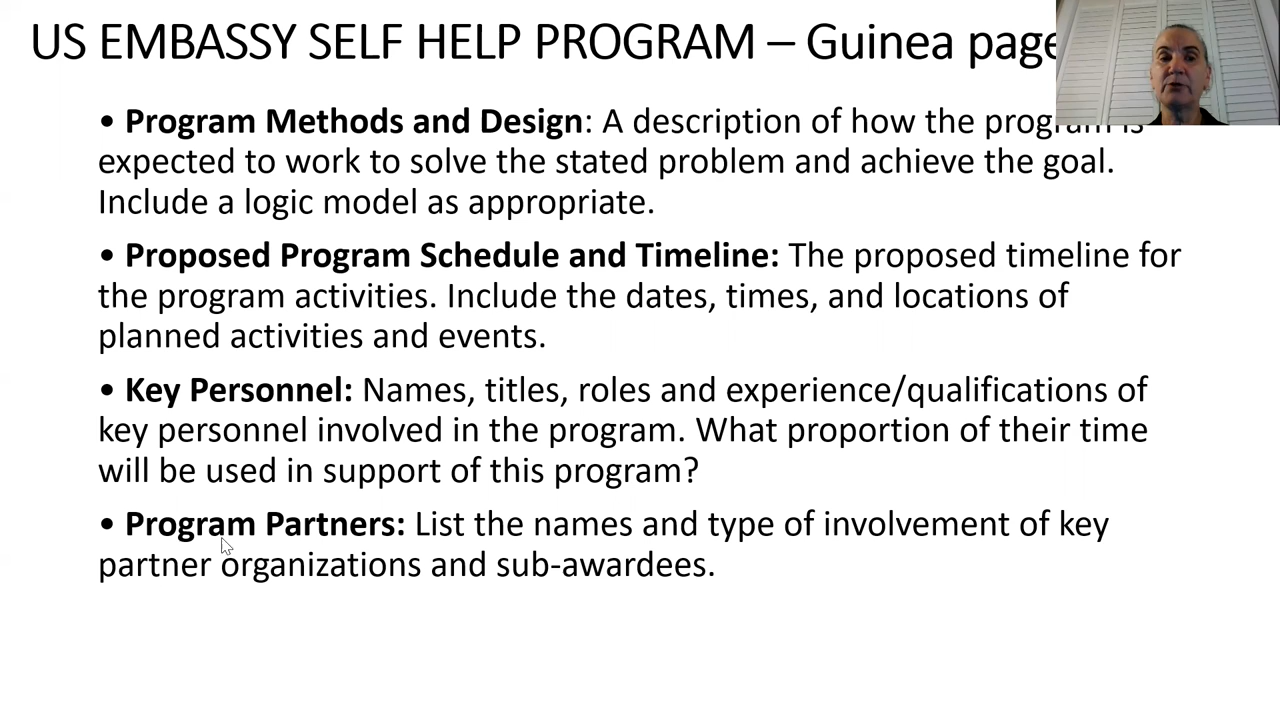 US EMBASSY SELF HELP PROGRAM – Guinea page
• Program Methods and Design: A description of how the program is
expected to work to solve the stated problem and achieve the goal.
Include a logic model as appropriate.
• Proposed Program Schedule and Timeline: The proposed timeline for
the program activities. Include the dates, times, and locations of
planned activities and events.
• Key Personnel: Names, titles, roles and experience/qualifications of
key personnel involved in the program. What proportion of their time
will be used in support of this program?
• Program Partners: List the names and type of involvement of key
partner organizations and sub-awardees.